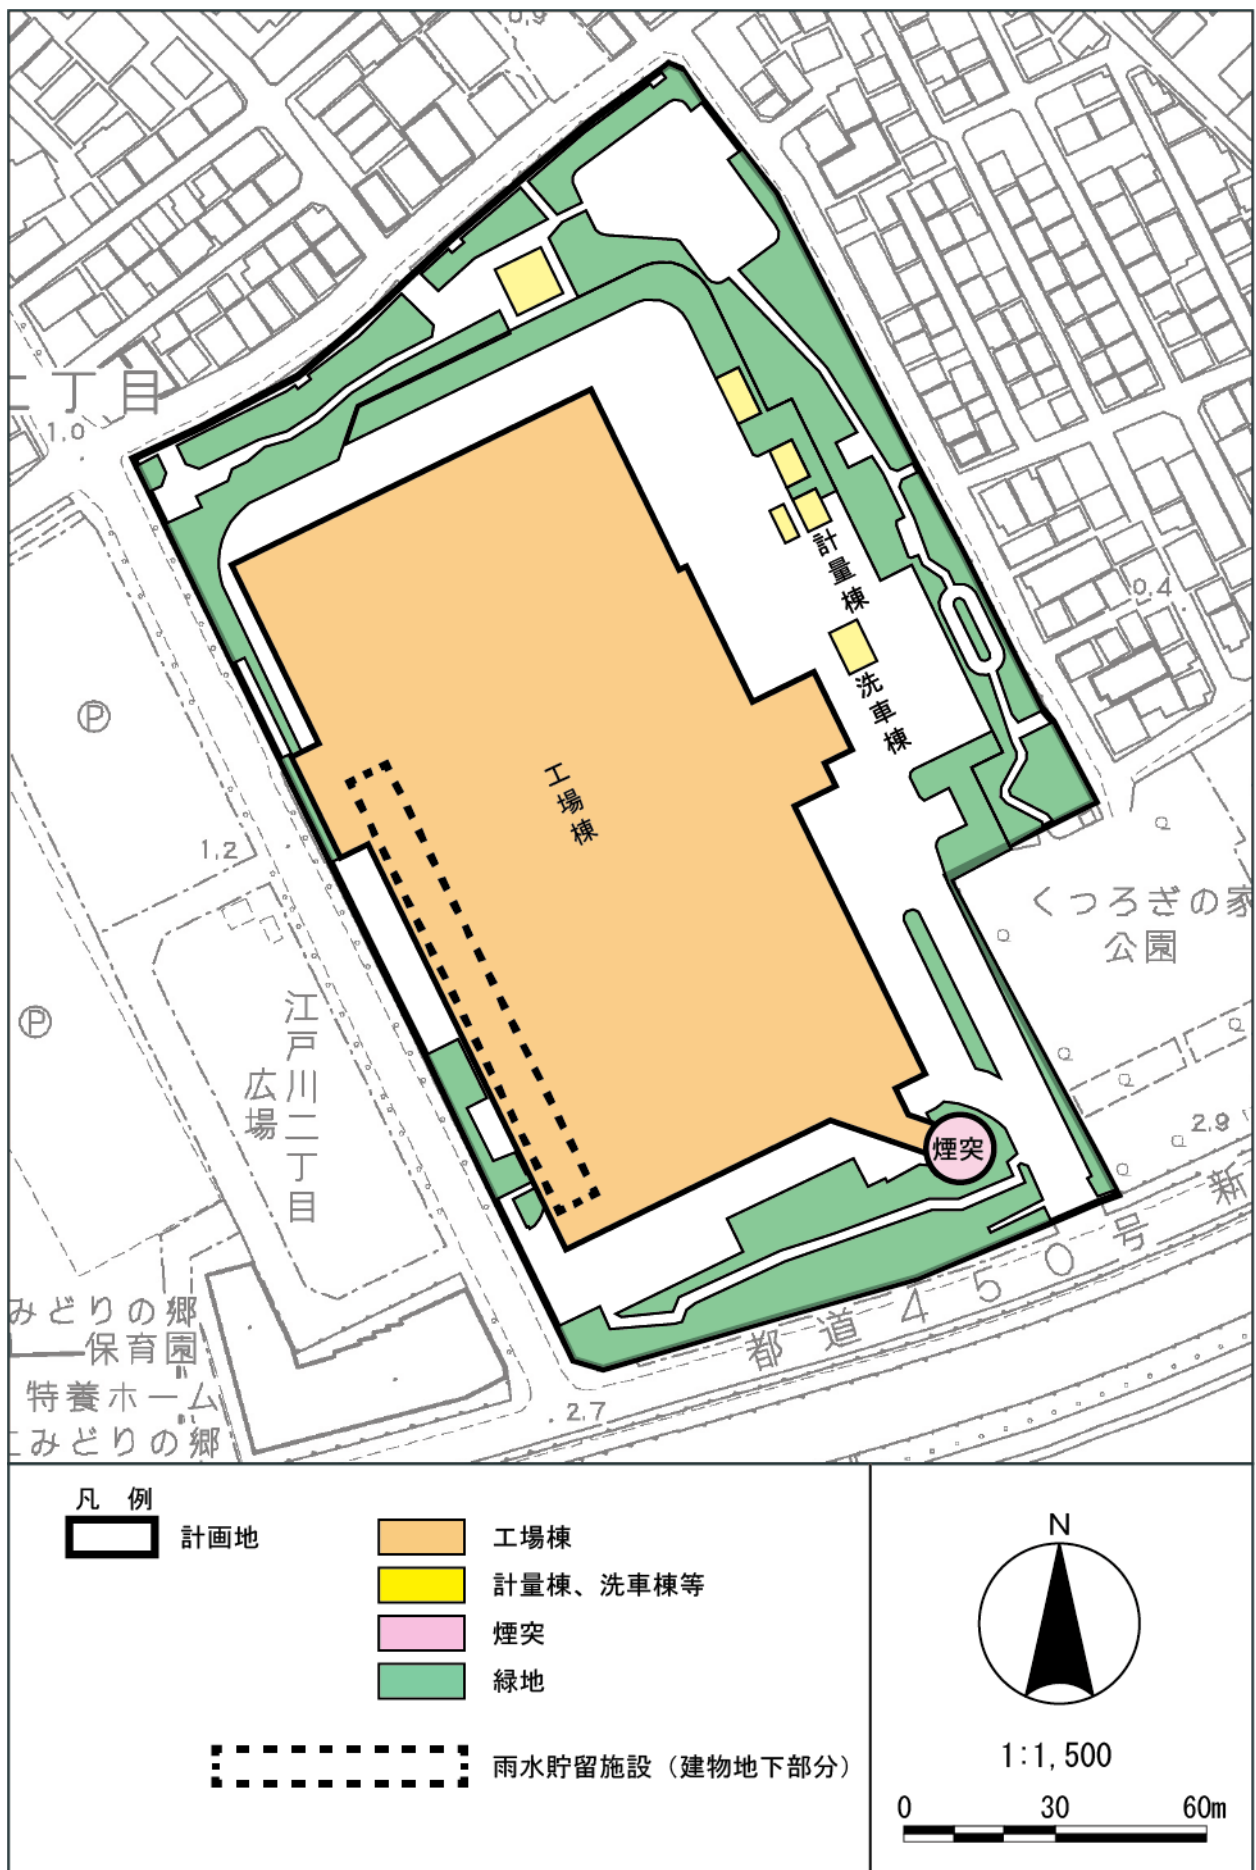 0.9
二丁目
1.0
計量棟
0.4
洗車棟
Ⓟ
工場棟
1.2
くつろぎの家
公園
江戸川二丁目
広場
Ⓟ
2.9
煙突
都道450号新
みどりの郷
保育園
特養ホーム
みどりの郷
2.7
凡 例
計画地
工場棟
計量棟、洗車棟等
煙突
緑地
雨水貯留施設（建物地下部分）
N
1:1,500
0 30 60m